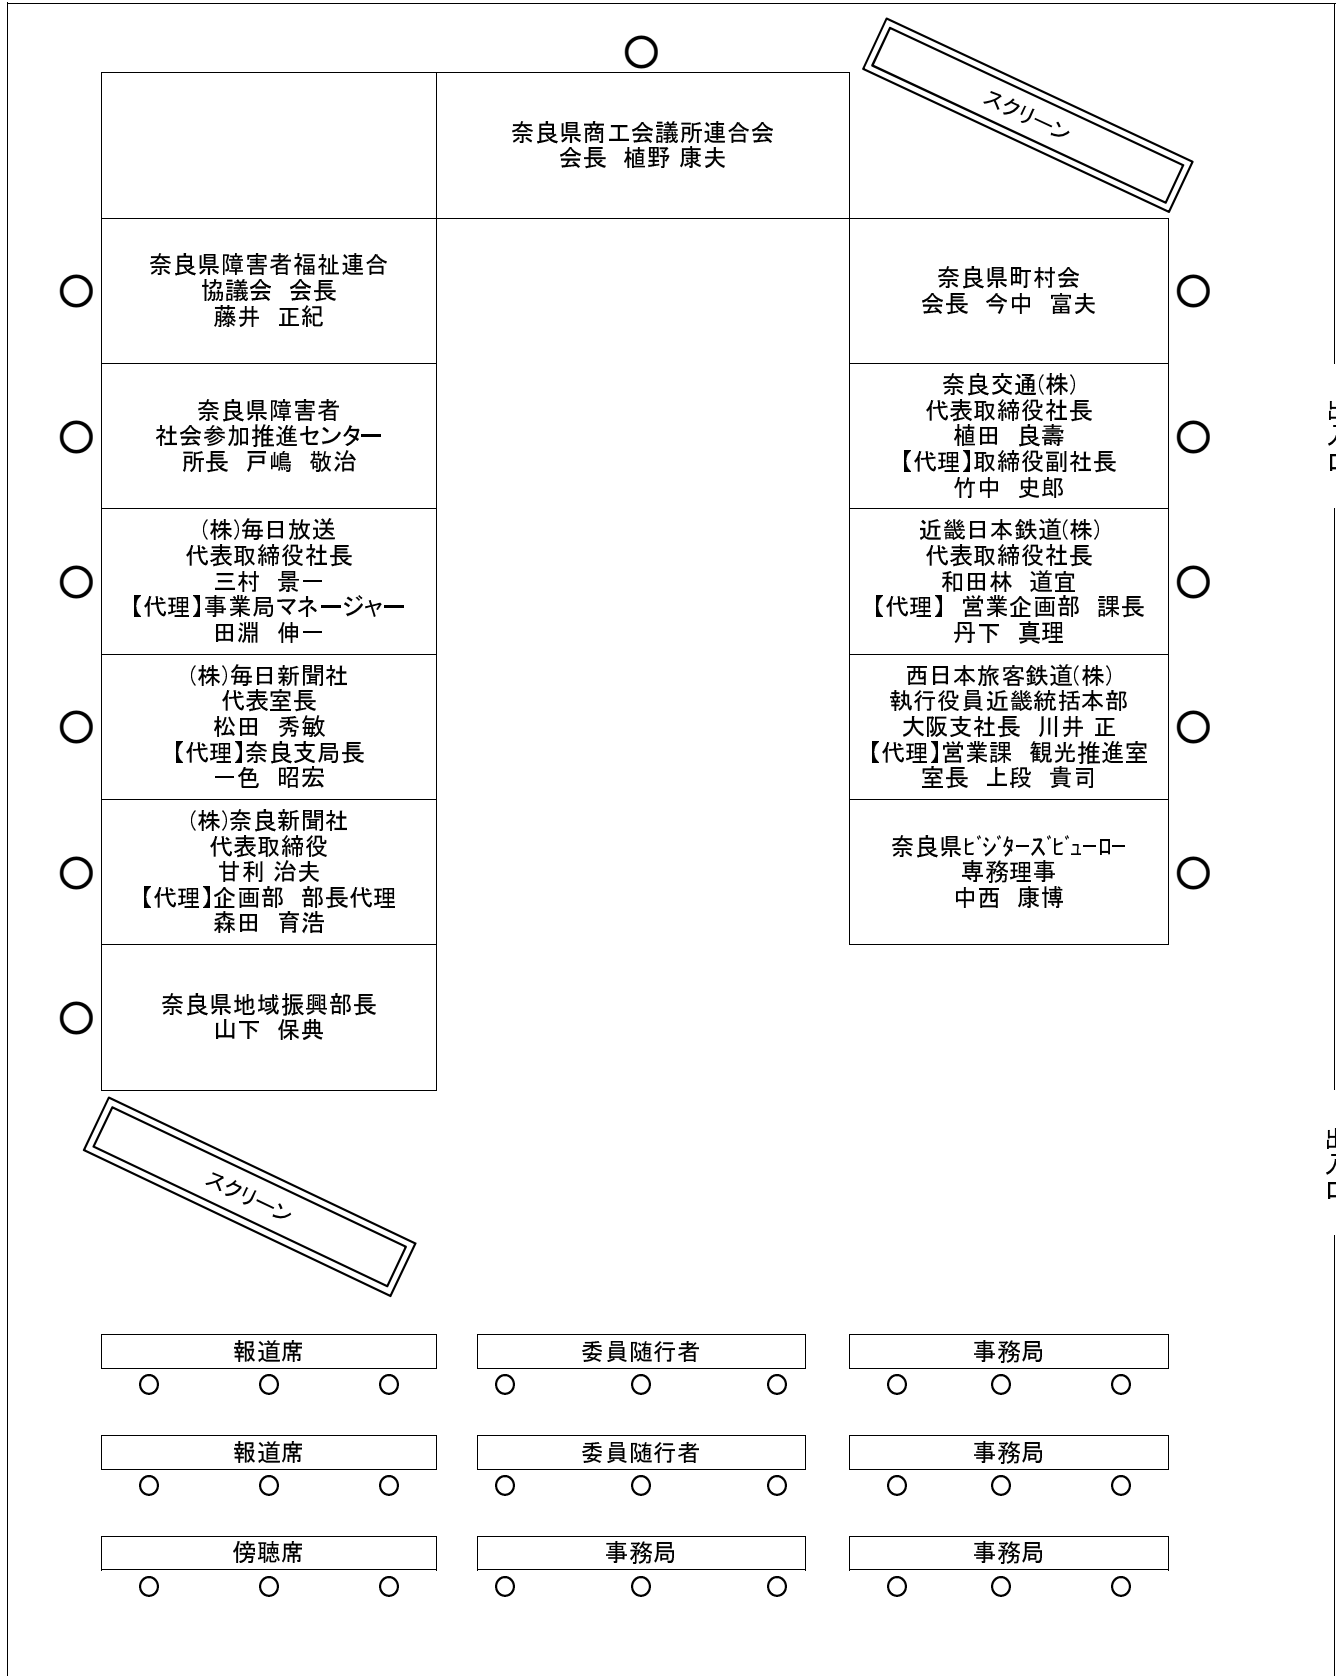 スクリーン
奈良県商工会議所連合会
会長 植野 康夫
奈良県障害者福祉連合
協議会 会長
藤井 正紀
奈良県障害者
社会参加推進センター
所長 戸嶋 敬治
(株)毎日放送
代表取締役社長
三村 景一
【代理】事業局マネージャー
田淵 伸一
(株)毎日新聞社
代表室長
松田 秀敏
【代理】奈良支局長
一色 昭宏
(株)奈良新聞社
代表取締役
甘利 治夫
【代理】企画部 部長代理
森田 育浩
奈良県地域振興部長
山下 保典
奈良県町村会
会長 今中 富夫
奈良交通(株)
代表取締役社長
植田 良壽
【代理】取締役副社長
竹中 史郎
近畿日本鉄道(株)
代表取締役社長
和田林 道宜
【代理】 営業企画部 課長
丹下 真理
西日本旅客鉄道(株)
執行役員近畿統括本部
大阪支社長 川井 正
【代理】営業課 観光推進室
室長 上段 貴司
奈良県ビジターズビューロー
専務理事
中西 康博
出入口
出入口
スクリーン
報道席
委員随行者
事務局
報道席
委員随行者
事務局
傍聴席
事務局
事務局